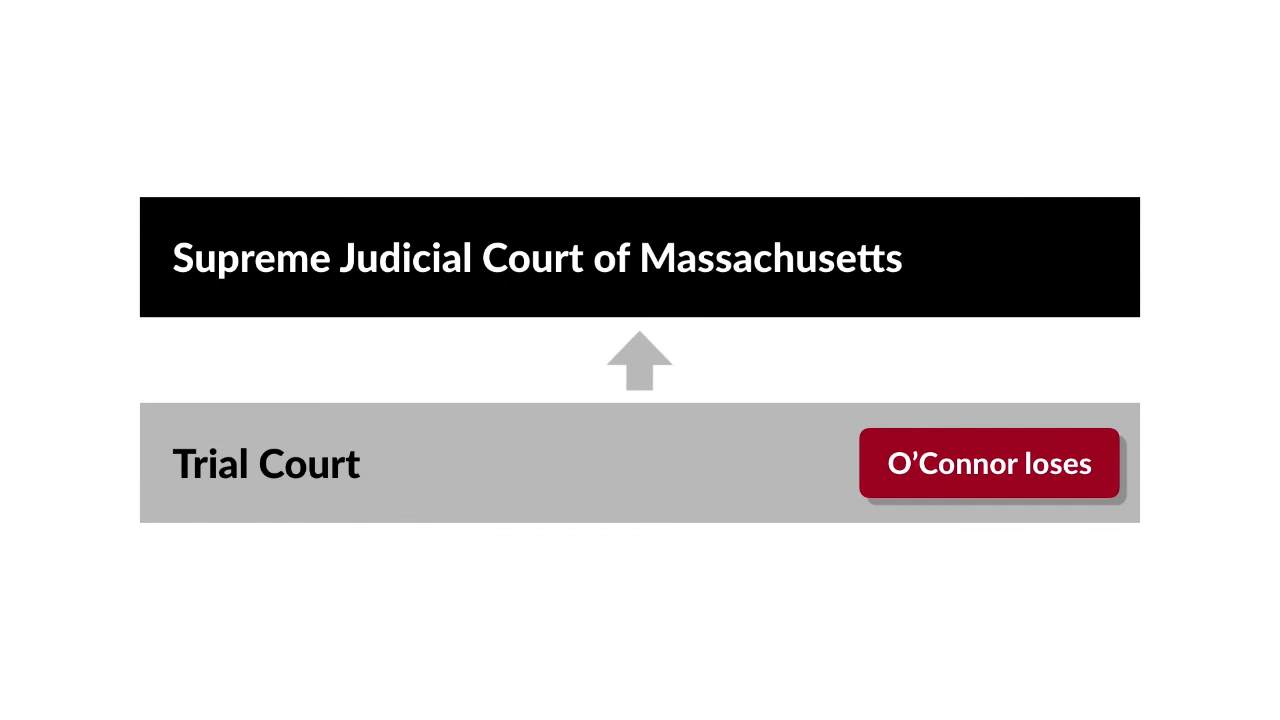 Supreme Judicial Court of Massachusetts
Trial Court
O’Connor loses